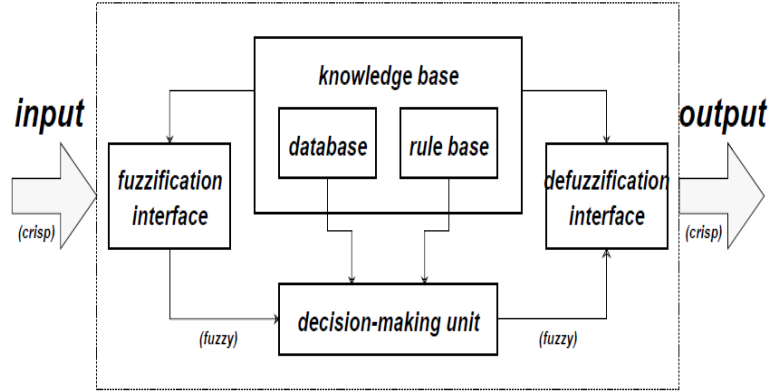 knowledge base
input
output
database
rule base
fuzzification
interface
defuzzification
interface
(crisp)
(crisp)
decision-making unit
(fuzzy)
(fuzzy)